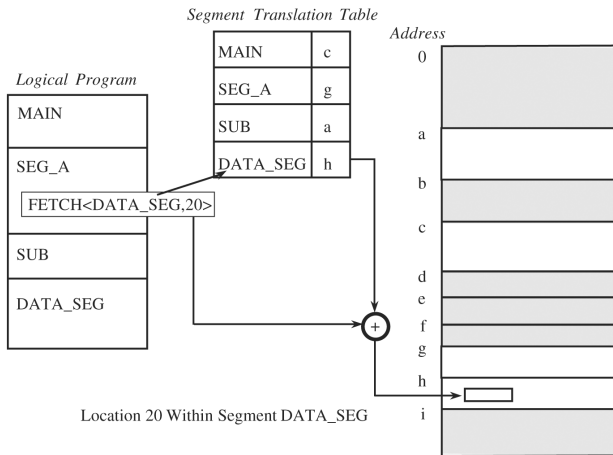 Segment Translation Table
MAIN c
SEG_A g
SUB a
DATA_SEG h
Logical Program
MAIN
SEG_A
FETCH<DATA_SEG,20>
SUB
DATA_SEG
+
Location 20 Within Segment DATA_SEG
Address
0
a
b
c
d
e
f
g
h
i